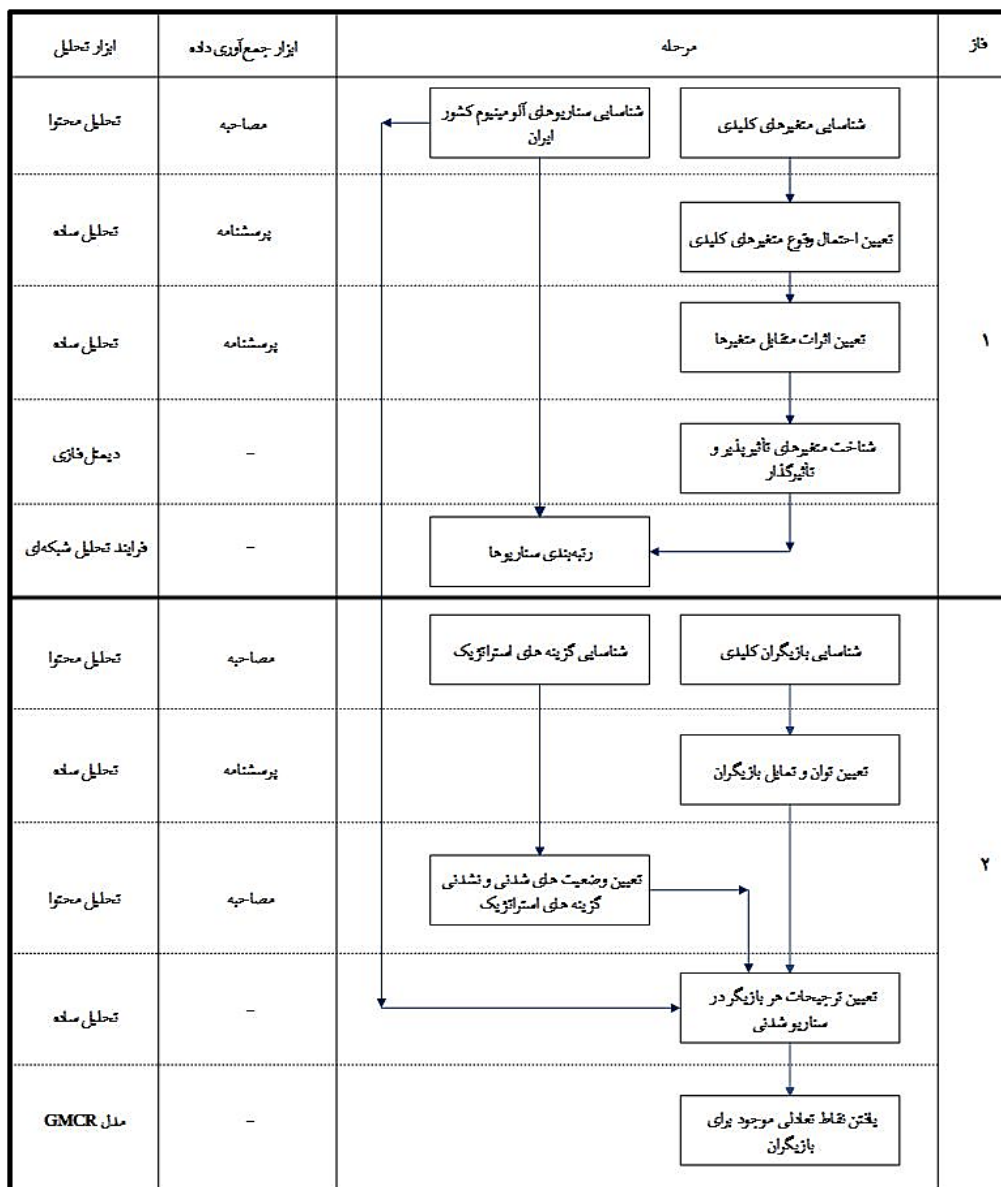 فاز
مرحله
ابزار جمع‌آوری داده
ابزار تحلیل
۱
شناسایی متغیرهای کلیدی
شناسایی سناریوهای آلومینیوم کشور
ایران
مصاحبه
تحلیل محتوا
تعیین احتمال وقوع متغیرهای کلیدی
پرسشنامه
تحلیل ساده
تعیین اثرات متقابل متغیرها
پرسشنامه
تحلیل ساده
شناخت متغیرهای تأثیرپذیر و
تأثیرگذار
-
دیمتل فازی
رتبه‌بندی سناریوها
-
فرایند تحلیل شبکه‌ای
۲
شناسایی بازیگران کلیدی
شناسایی گزینه های استراتژیک
مصاحبه
تحلیل محتوا
تعیین توان و تمایل بازیگران
پرسشنامه
تحلیل ساده
تعیین وضعیت های شدنی و نشدنی
گزینه های استراتژیک
مصاحبه
تحلیل محتوا
تعیین ترجیحات هر بازیگر در
سناریو شدنی
-
تحلیل ساده
یافتن نقاط تعادلی موجود برای
بازیگران
-
مدل GMCR